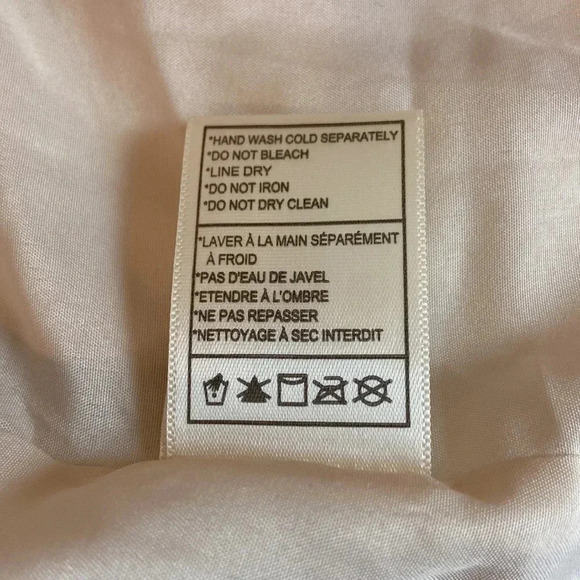 *HAND WASH COLD SEPARATELY
*DO NOT BLEACH
*LINE DRY
*DO NOT IRON
*DO NOT DRY CLEAN
*LAVER À LA MAIN SÉPARÉMENT
À FROID
*PAS D'EAU DE JAVEL
*ETENDRE À L'OMBRE
*NE PAS REPASSER
*NETTOYAGE À SEC INTERDIT